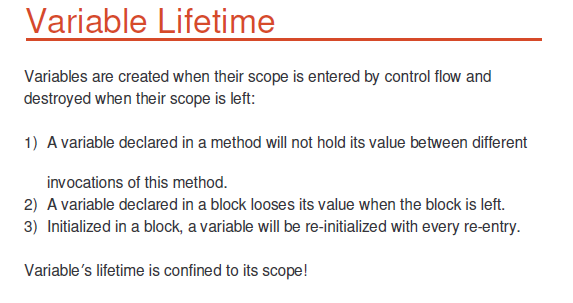 Variable Lifetime
Variables are created when their scope is entered by control flow and
destroyed when their scope is left:
1) A variable declared in a method will not hold its value between different
invocations of this method.
2) A variable declared in a block looses its value when the block is left.
3) Initialized in a block, a variable will be re-initialized with every re-entry.
Variable′s lifetime is confined to its scope!